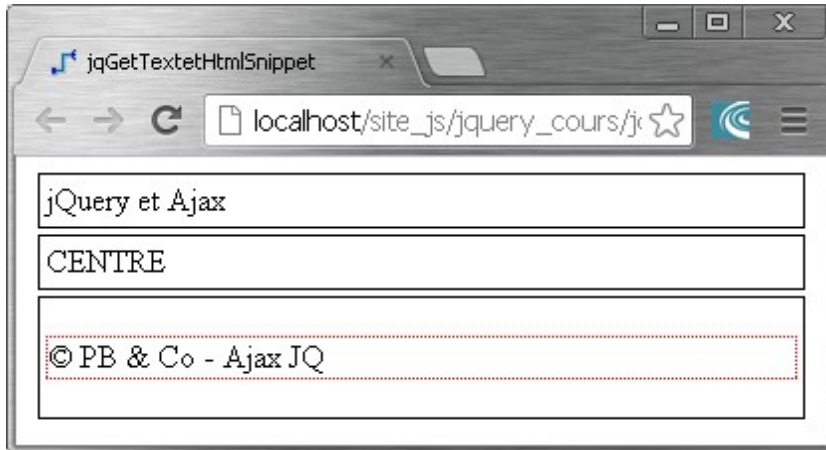 jqGetTextetHtmlSnippet
localhost/site_js/jquery_cours/j
jQuery et Ajax
CENTRE
© PB & Co - Ajax JQ